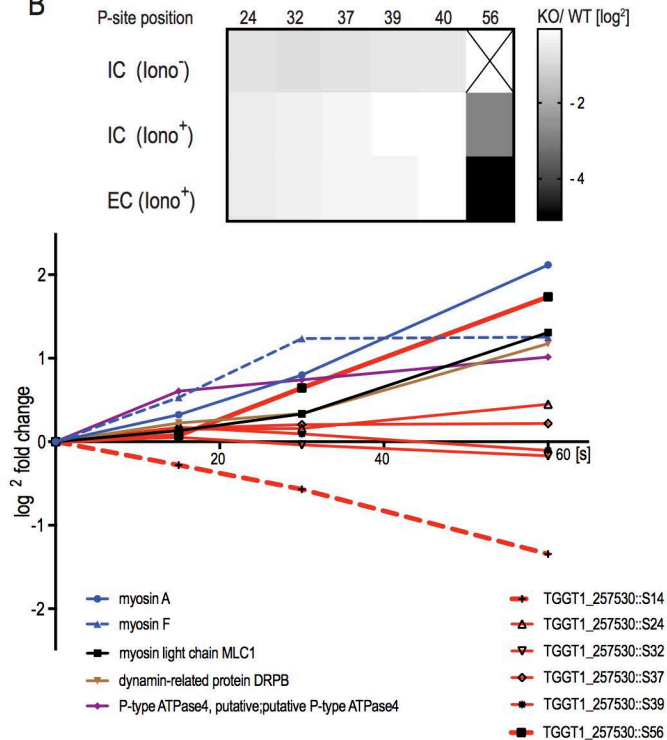 B
P-site position 24 32 37 39 40 56 KO/ WT [log²]
IC (Iono⁻)
IC (Iono⁺)
EC (Iono⁺)
-2
-4
log ² fold change
2
1
0
-1
-2
20 40 60 [s]
myosin A
myosin F
myosin light chain MLC1
dynamin-related protein DRPB
P-type ATPase4, putative;putative P-type ATPase4
TGGT1_257530::S14
TGGT1_257530::S24
TGGT1_257530::S32
TGGT1_257530::S37
TGGT1_257530::S39
TGGT1_257530::S56